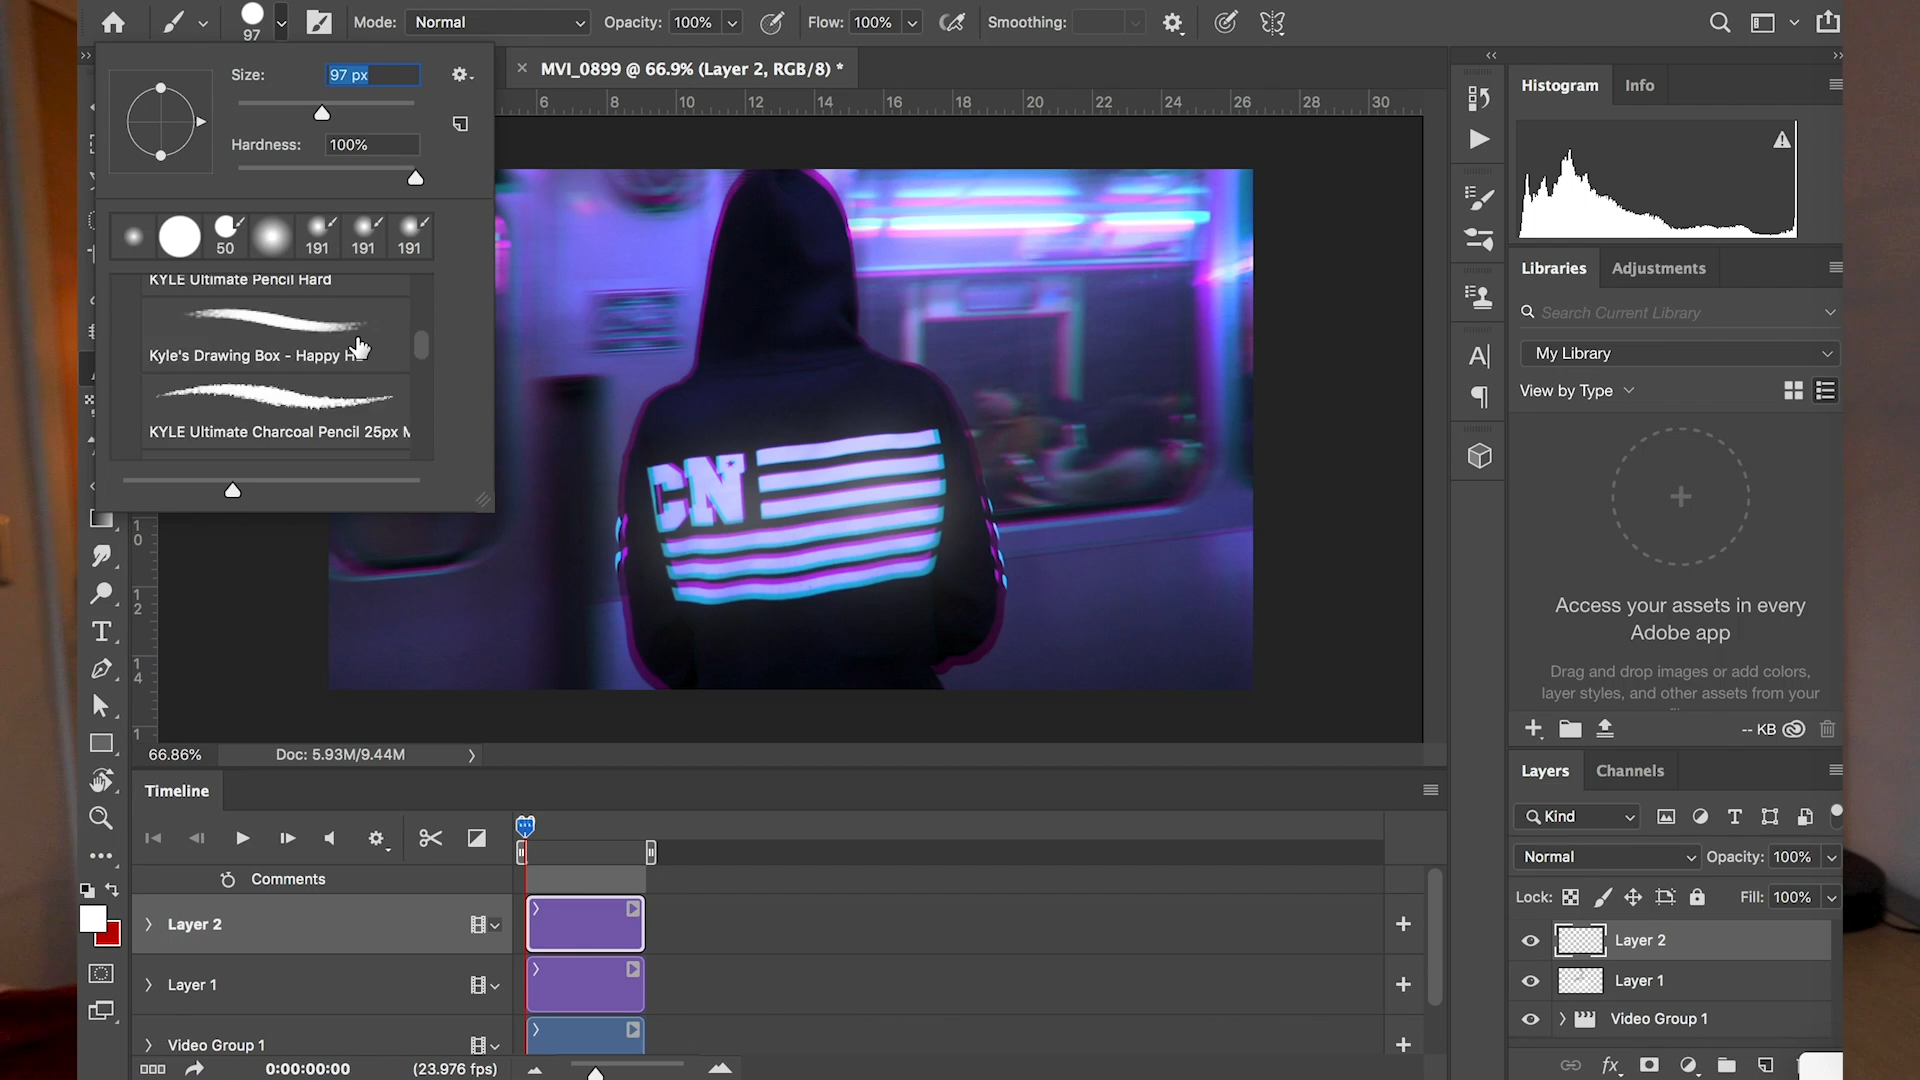 97
Mode: Normal
Opacity: 100%
Flow: 100%
Smoothing:
Size: 97 px
Hardness: 100%
50 191 191 191
KYLE Ultimate Pencil Hard
Kyle's Drawing Box - Happy
KYLE Ultimate Charcoal Pencil 25px
MVI_0899 @ 66.9% (Layer 2, RGB/8) *
6 8 10 12 14 16 18 20 22 24 26 28 30
CN
10
12
14
1
66.86% Doc: 5.93M/9.44M
Timeline
Comments
Layer 2
Layer 1
Video Group 1
0:00:00:00 (23.976 fps)
Histogram Info
Libraries Adjustments
Search Current Library
My Library
View by Type
Access your assets in every
Adobe app
Drag and drop images or add colors,
layer styles, and other assets from your
-- KB
Layers Channels
Kind
Normal Opacity: 100%
Lock: Fill: 100%
Layer 2
Layer 1
Video Group 1
fx